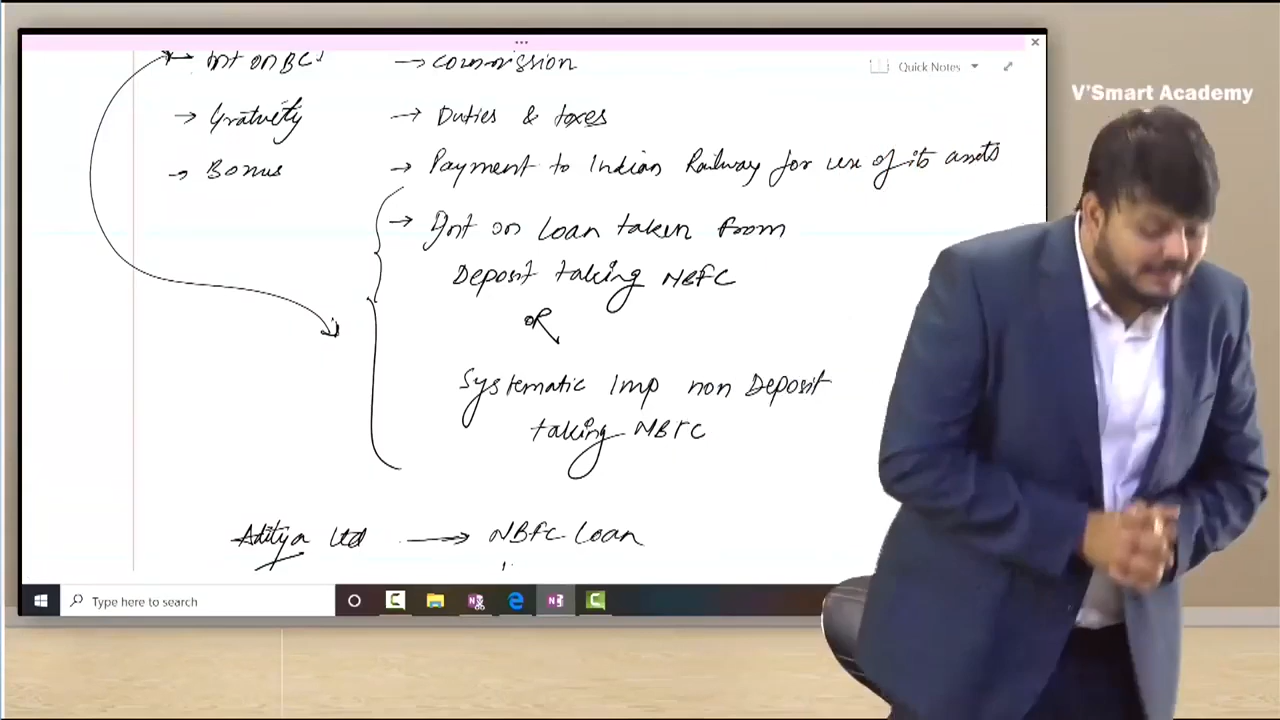 ...
Quick Notes
V'Smart Academy
→ Int on BC → commission
→ Gratuity → Duties & taxes
→ Bonus → Payment to Indian Railway for use of its assets
→ Int on loan taken from
Deposit taking NBFC
OR
Systematic Imp non Deposit
taking NBFC
Aditya Ltd → NBFC Loan
Type here to search